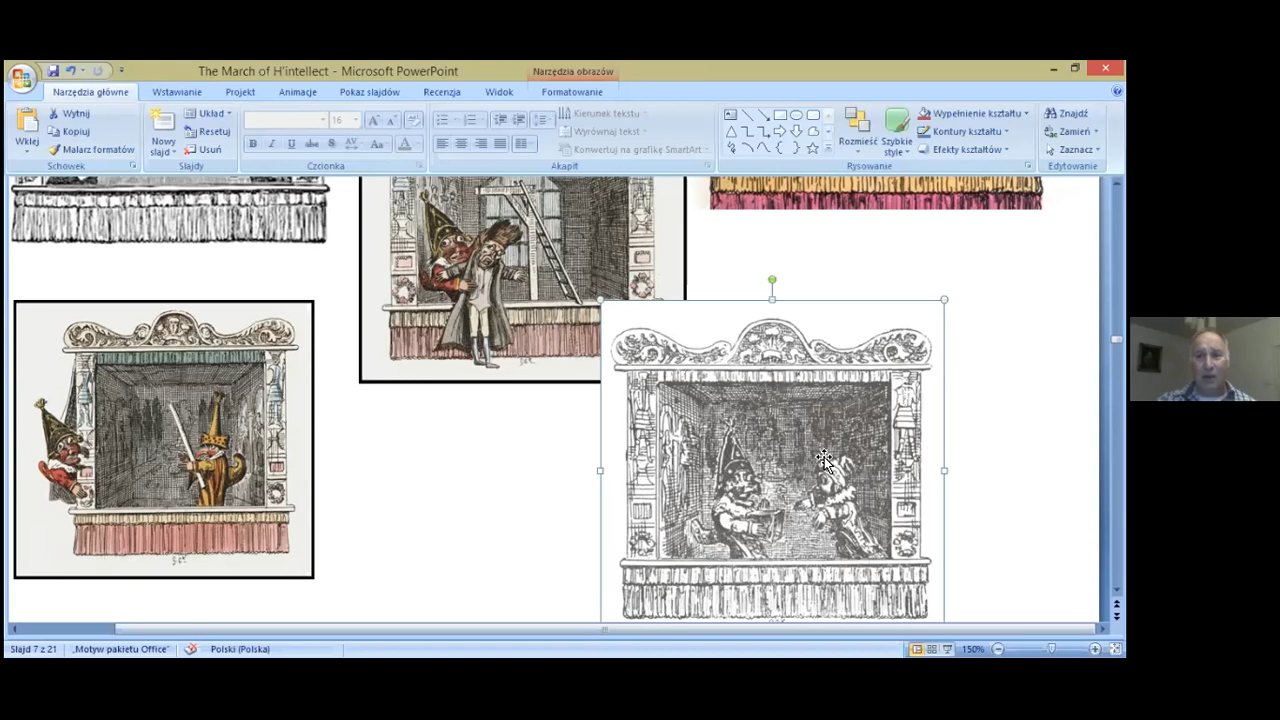 The March of H'intellect - Microsoft PowerPoint
Narzędzia obrazów
Narzędzia główne
Wstawianie
Projekt
Animacje
Pokaz slajdów
Recenzja
Widok
Formatowanie
Wklej
Wytnij
Kopiuj
Malarz formatów
Schowek
Nowy slajd
Układ
Resetuj
Usuń
Slajdy
16
Czcionka
Kierunek tekstu
Wyrównaj tekst
Konwertuj na grafikę SmartArt
Akapit
Rozmieść
Szybkie style
Wypełnienie kształtu
Kontury kształtu
Efekty kształtów
Rysowanie
Znajdź
Zamień
Zaznacz
Edytowanie
Slajd 7 z 21
„Motyw pakietu Office”
Polski (Polska)
150%